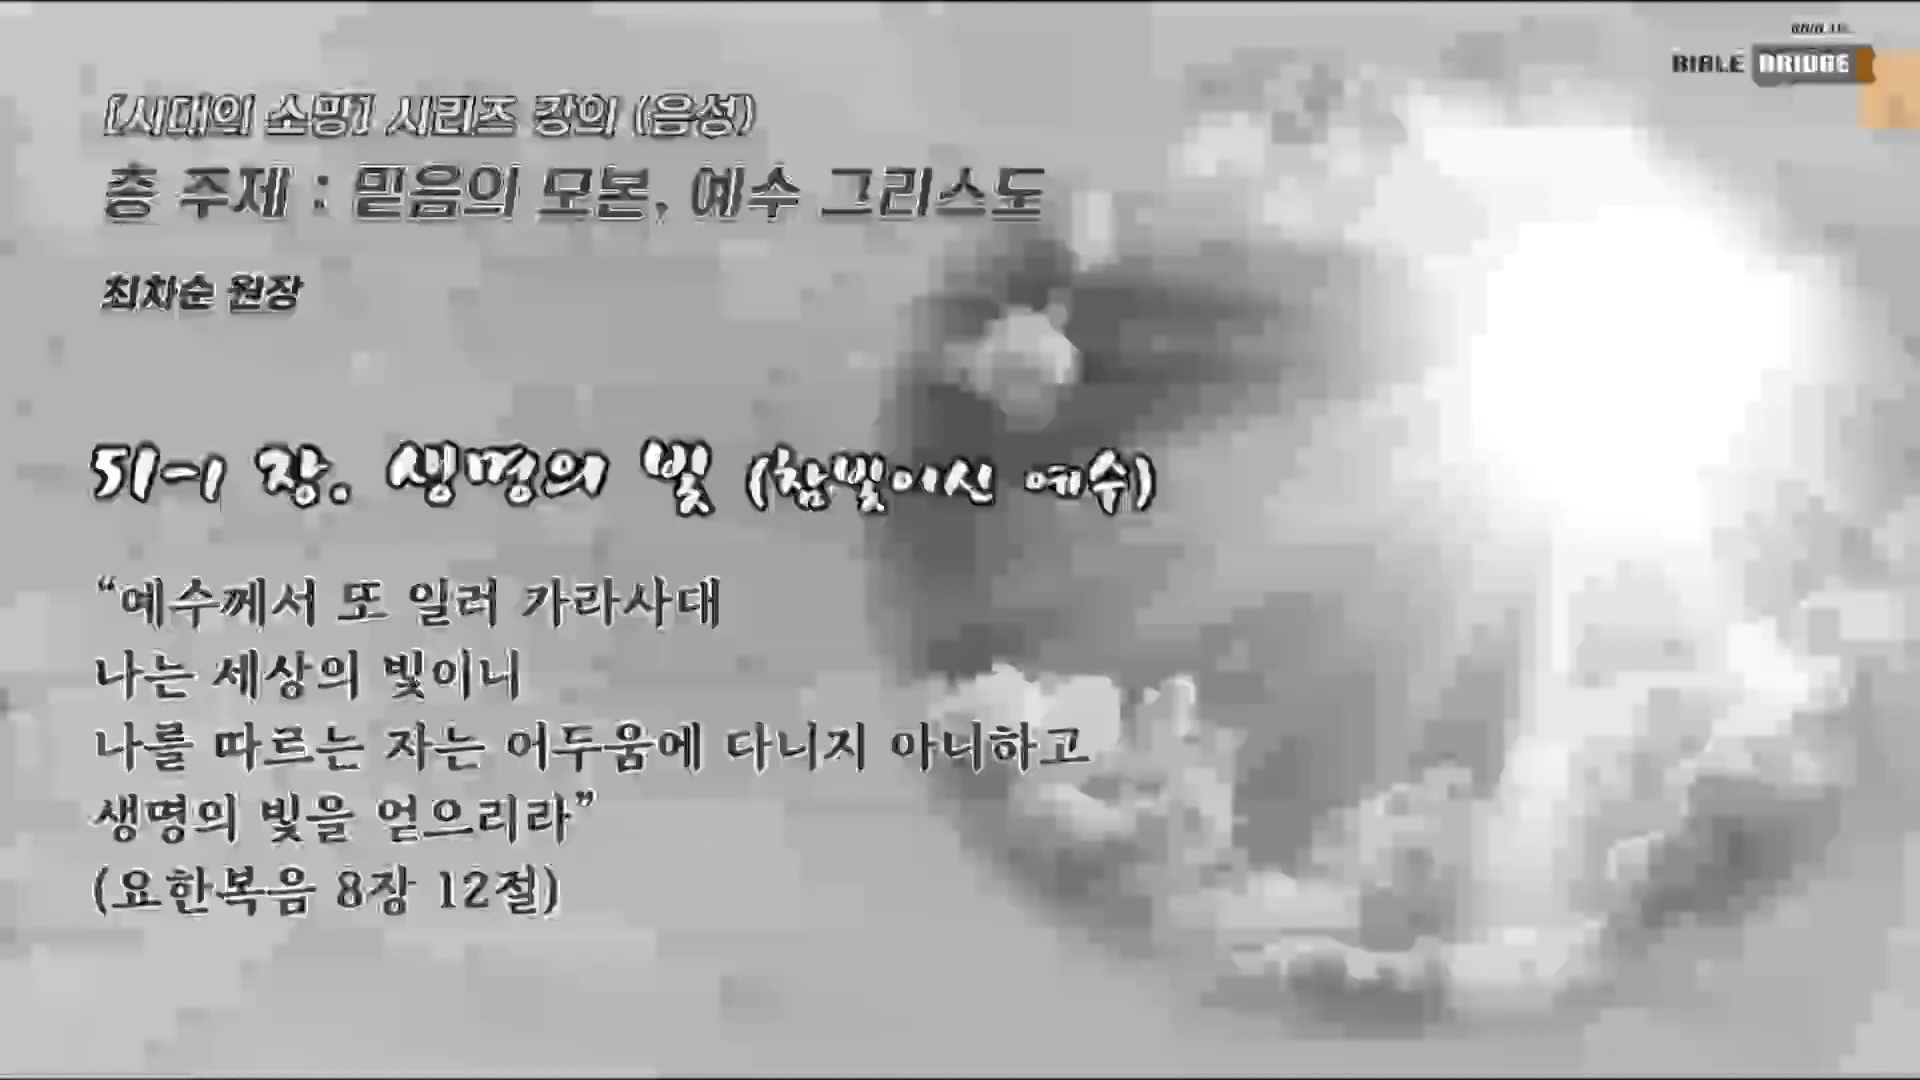 BIBLE BRIDGE
[시대의 소망] 시리즈 강의 (음성)
총 주제 : 믿음의 모본, 예수 그리스도
최차순 원장
51-1 장. 생명의 빛 (참빛이신 예수)
“예수께서 또 일러 가라사대
나는 세상의 빛이니
나를 따르는 자는 어두움에 다니지 아니하고
생명의 빛을 얻으리라”
(요한복음 8장 12절)